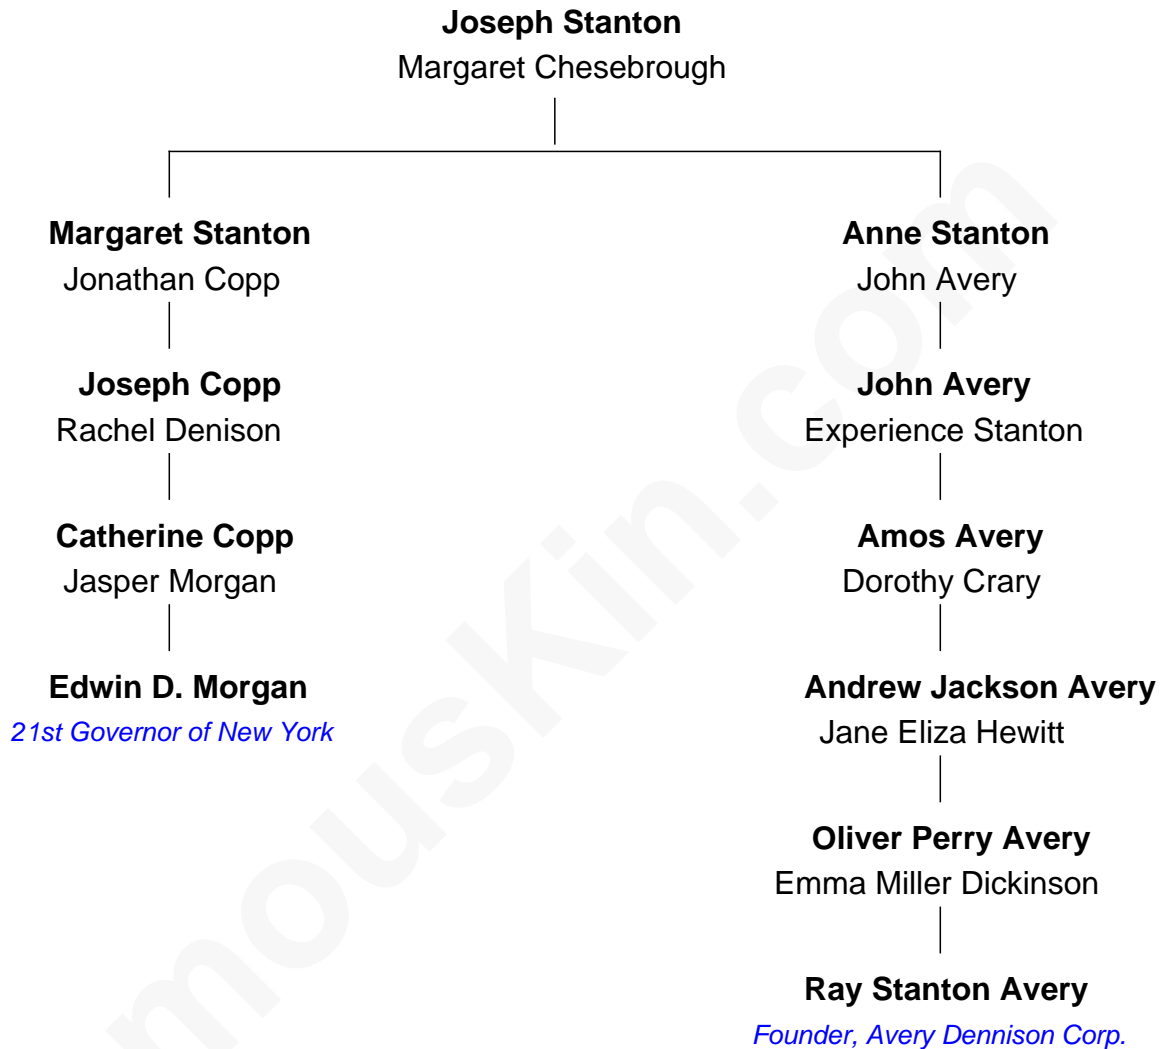 Joseph Stanton
Margaret Chesebrough
Margaret Stanton
Jonathan Copp
Anne Stanton
John Avery
Joseph Copp
Rachel Denison
John Avery
Experience Stanton
Catherine Copp
Jasper Morgan
Amos Avery
Dorothy Crary
Edwin D. Morgan
21st Governor of New York
Andrew Jackson Avery
Jane Eliza Hewitt
Oliver Perry Avery
Emma Miller Dickinson
Ray Stanton Avery
Founder, Avery Dennison Corp.
mousKin.com